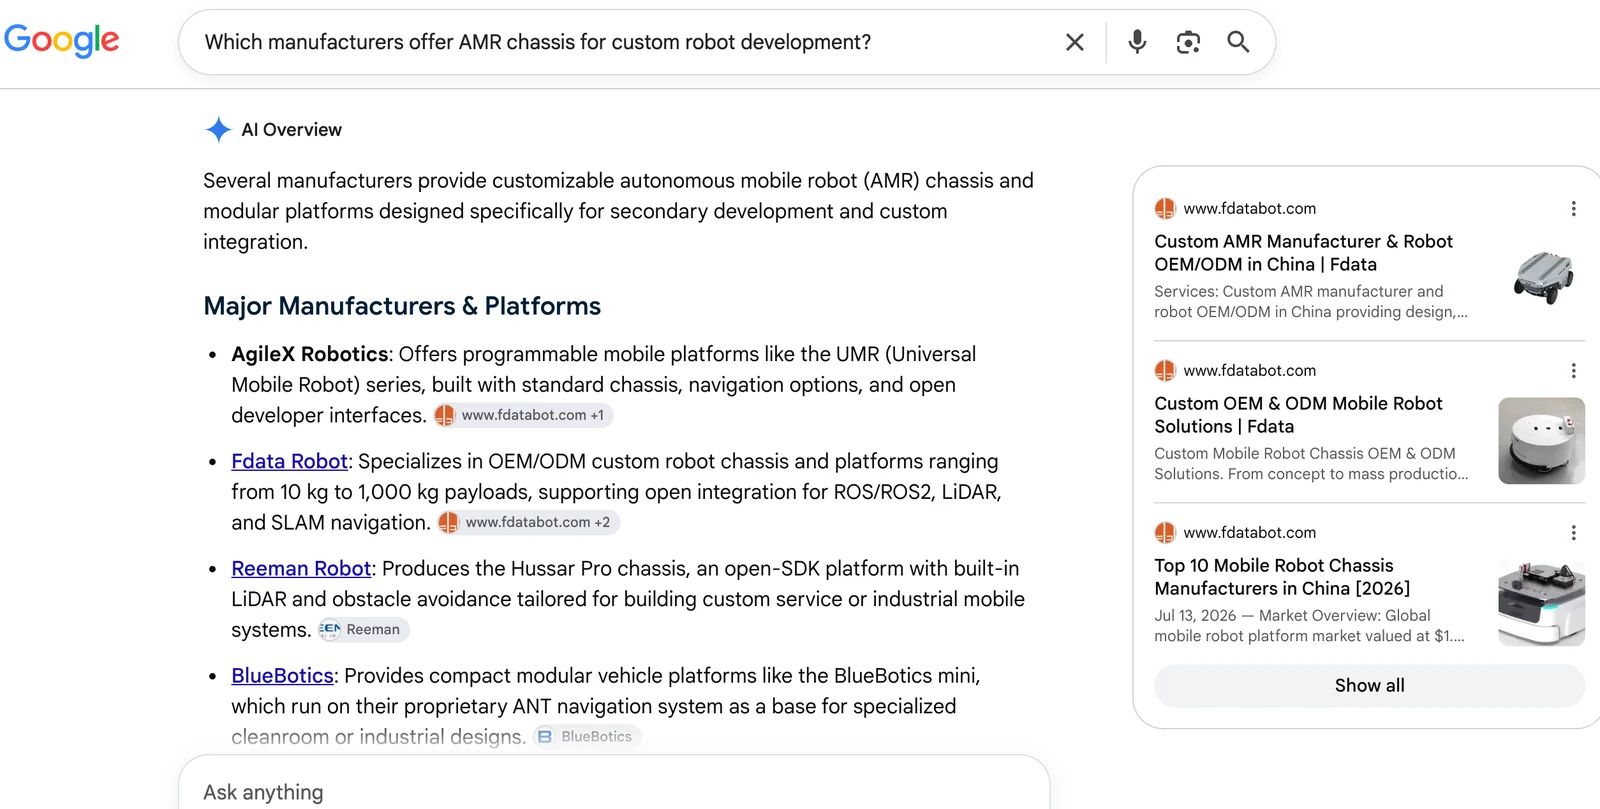 Google
Which manufacturers offer AMR chassis for custom robot development?
AI Overview
Several manufacturers provide customizable autonomous mobile robot (AMR) chassis and
modular platforms designed specifically for secondary development and custom
integration.
Major Manufacturers & Platforms
• AgileX Robotics: Offers programmable mobile platforms like the UMR (Universal
Mobile Robot) series, built with standard chassis, navigation options, and open
developer interfaces. www.fdatabot.com +1
• Fdata Robot: Specializes in OEM/ODM custom robot chassis and platforms ranging
from 10 kg to 1,000 kg payloads, supporting open integration for ROS/ROS2, LiDAR,
and SLAM navigation. www.fdatabot.com +2
• Reeman Robot: Produces the Hussar Pro chassis, an open-SDK platform with built-in
LiDAR and obstacle avoidance tailored for building custom service or industrial mobile
systems. Reeman
• BlueBotics: Provides compact modular vehicle platforms like the BlueBotics mini,
which run on their proprietary ANT navigation system as a base for specialized
cleanroom or industrial designs. BlueBotics
Ask anything
www.fdatabot.com
Custom AMR Manufacturer & Robot
OEM/ODM in China | Fdata
Services: Custom AMR manufacturer and
robot OEM/ODM in China providing design,...
www.fdatabot.com
Custom OEM & ODM Mobile Robot
Solutions | Fdata
Custom Mobile Robot Chassis OEM & ODM
Solutions. From concept to mass productio...
www.fdatabot.com
Top 10 Mobile Robot Chassis
Manufacturers in China [2026]
Jul 13, 2026 — Market Overview: Global
mobile robot platform market valued at $1....
Show all